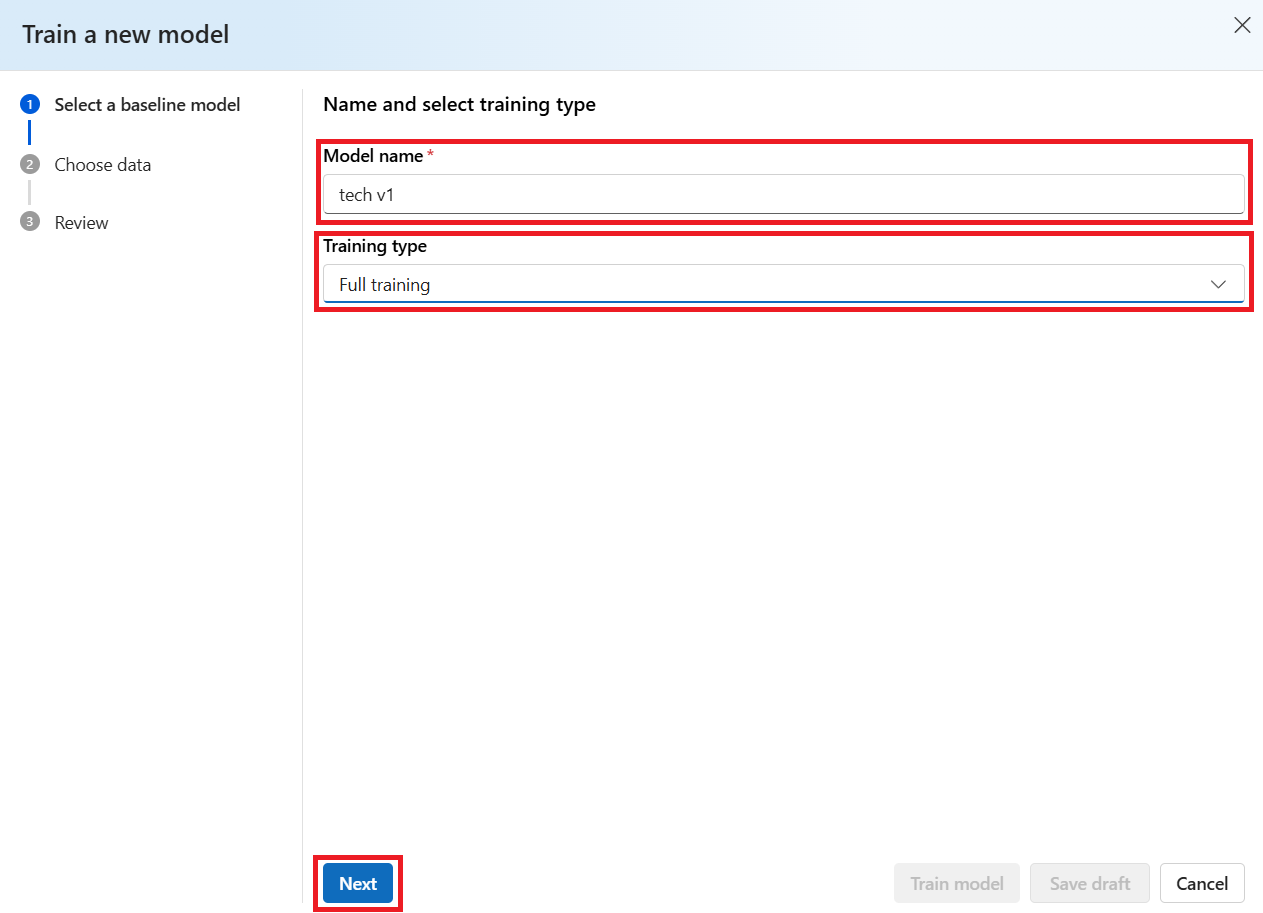 Train a new model
1 Select a baseline model
2 Choose data
3 Review
Name and select training type
Model name *
tech v1
Training type
Full training
Next
Train model
Save draft
Cancel